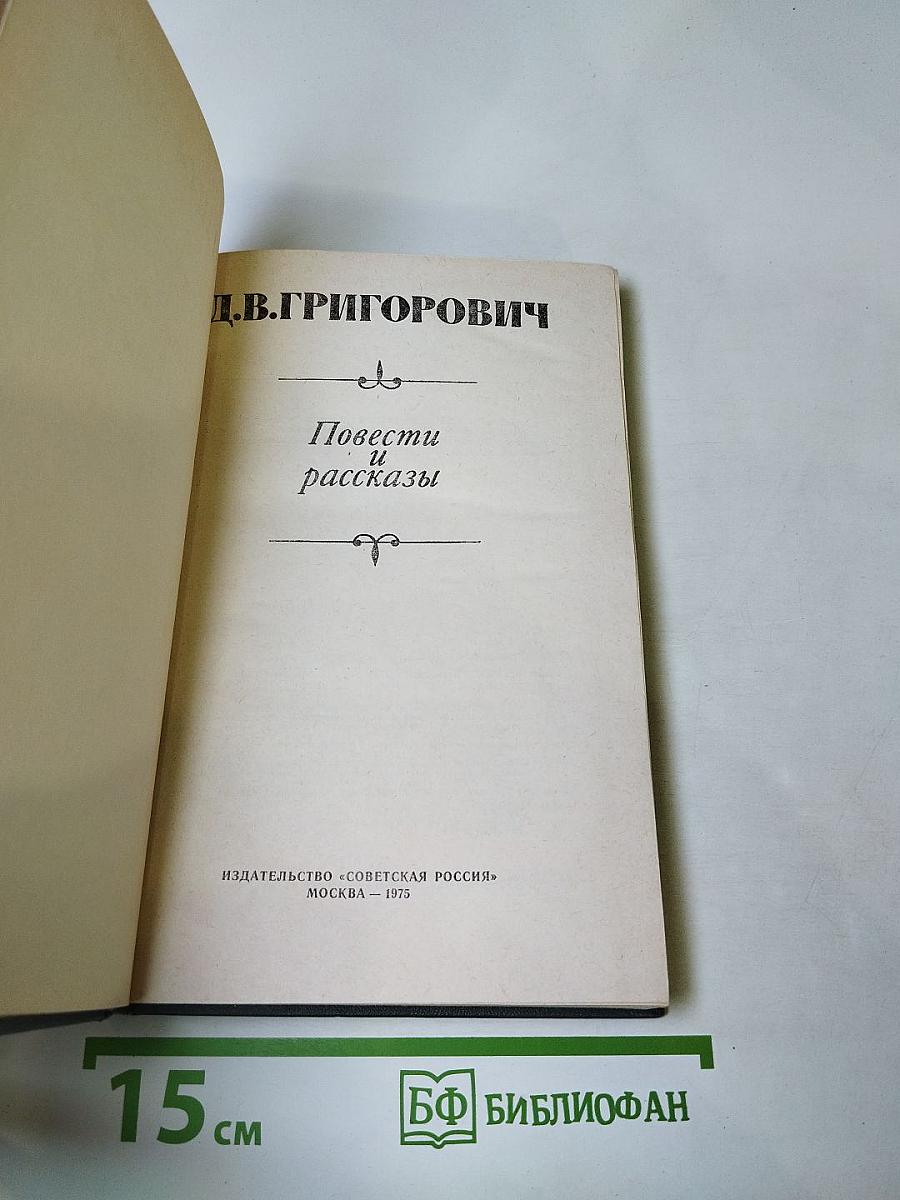 Д.В.ГРИГОРОВИЧ
Повести
и
рассказы
ИЗДАТЕЛЬСТВО «СОВЕТСКАЯ РОССИЯ»
МОСКВА — 1975
15 см
БФ БИБЛИОФАН